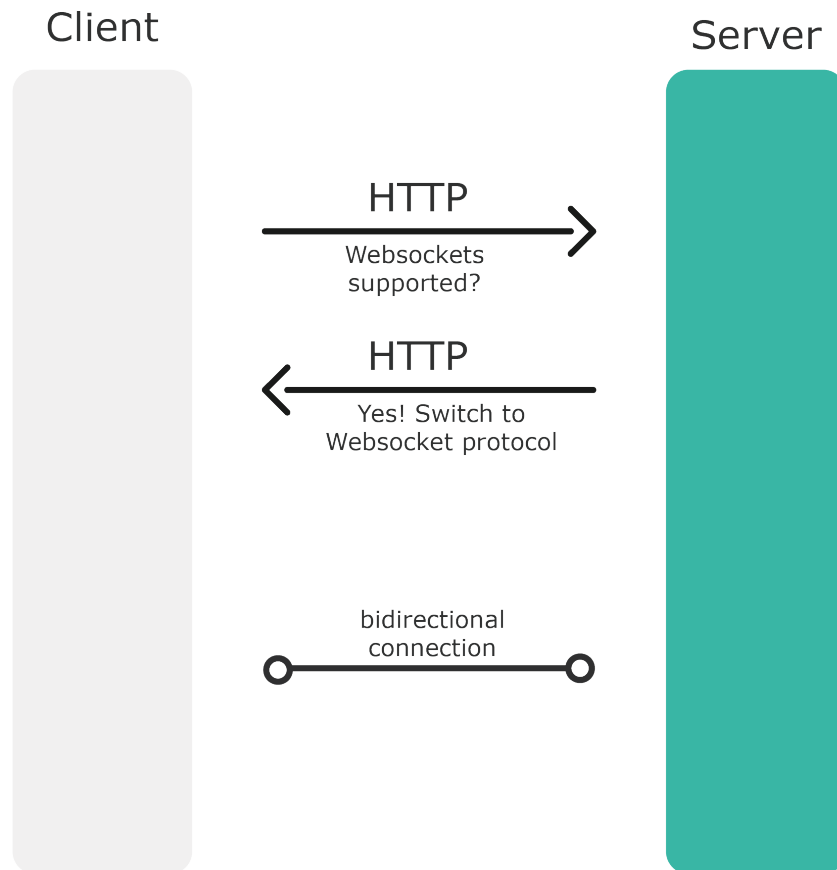 Client
Server
HTTP
Websockets
supported?
HTTP
Yes! Switch to
Websocket protocol
bidirectional
connection